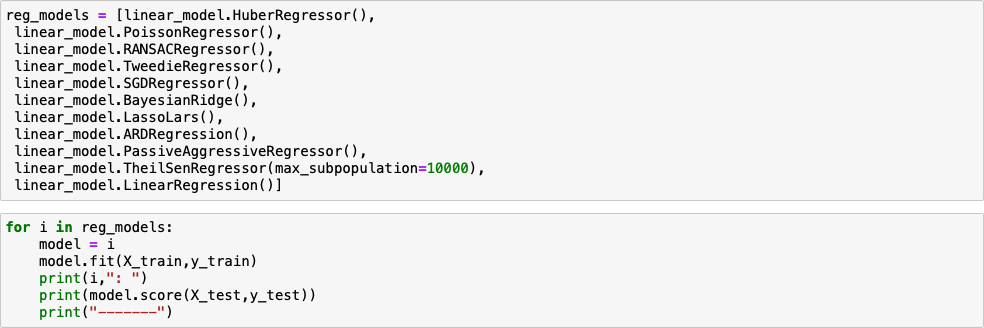 reg_models = [linear_model.HuberRegressor(),
 linear_model.PoissonRegressor(),
 linear_model.RANSACRegressor(),
 linear_model.TweedieRegressor(),
 linear_model.SGDRegressor(),
 linear_model.BayesianRidge(),
 linear_model.LassoLars(),
 linear_model.ARDRegression(),
 linear_model.PassiveAggressiveRegressor(),
 linear_model.TheilSenRegressor(max_subpopulation=10000),
 linear_model.LinearRegression()]
for i in reg_models:
    model = i
    model.fit(X_train,y_train)
    print(i,": ")
    print(model.score(X_test,y_test))
    print("-------")